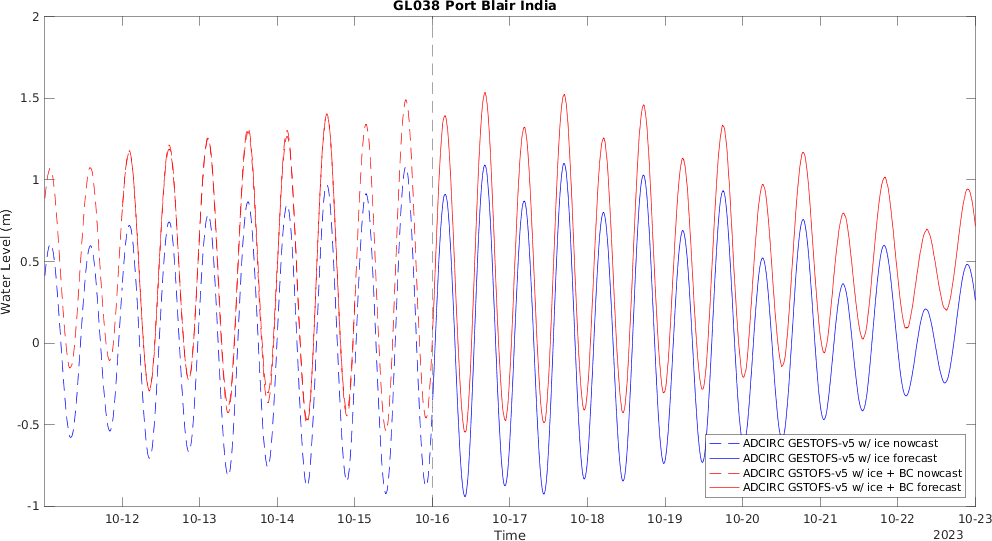 GL038 Port Blair India
2
1.5
1
0.5
0
-0.5
-1
Water Level (m)
ADCIRC GESTOFS-v5 w/ ice nowcast
ADCIRC GESTOFS-v5 w/ ice forecast
ADCIRC GSTOFS-v5 w/ ice + BC nowcast
ADCIRC GSTOFS-v5 w/ ice + BC forecast
10-12 10-13 10-14 10-15 10-16 10-17 10-18 10-19 10-20 10-21 10-22 10-23
Time
2023